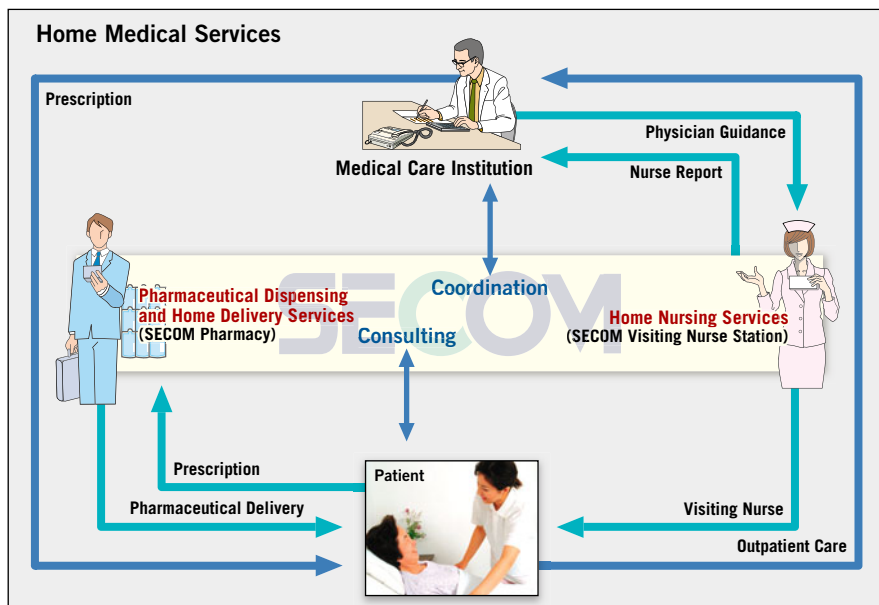 Home Medical Services
Prescription
Physician Guidance
Medical Care Institution
Nurse Report
SECOM
Coordination
Pharmaceutical Dispensing
and Home Delivery Services
(SECOM Pharmacy)
Home Nursing Services
(SECOM Visiting Nurse Station)
Consulting
Prescription
Patient
Pharmaceutical Delivery
Visiting Nurse
Outpatient Care